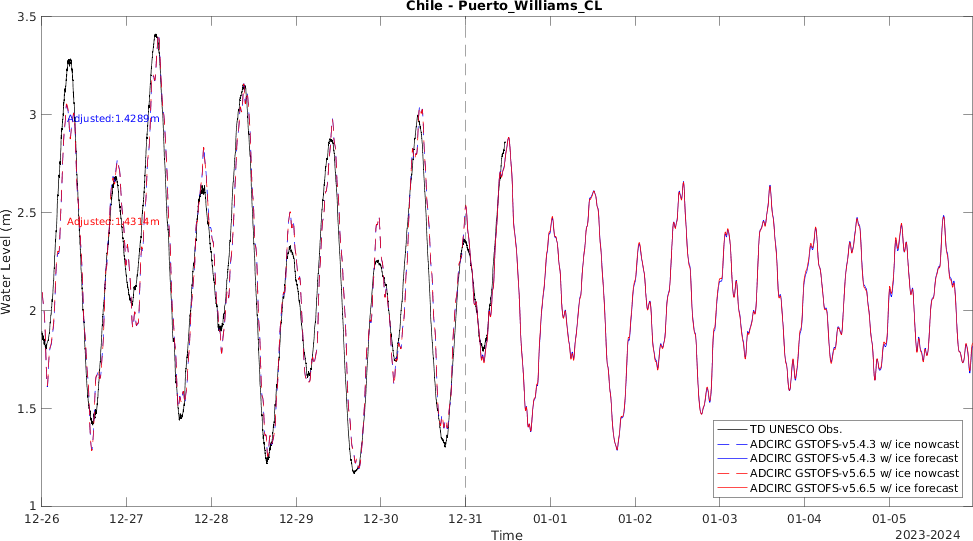 Chile - Puerto_Williams_CL
Water Level (m)
3.5
3
2.5
2
1.5
1
Adjusted:1.4289m
Adjusted:1.4314m
TD UNESCO Obs.
ADCIRC GSTOFS-v5.4.3 w/ ice nowcast
ADCIRC GSTOFS-v5.4.3 w/ ice forecast
ADCIRC GSTOFS-v5.6.5 w/ ice nowcast
ADCIRC GSTOFS-v5.6.5 w/ ice forecast
12-26 12-27 12-28 12-29 12-30 12-31 01-01 01-02 01-03 01-04 01-05
Time
2023-2024